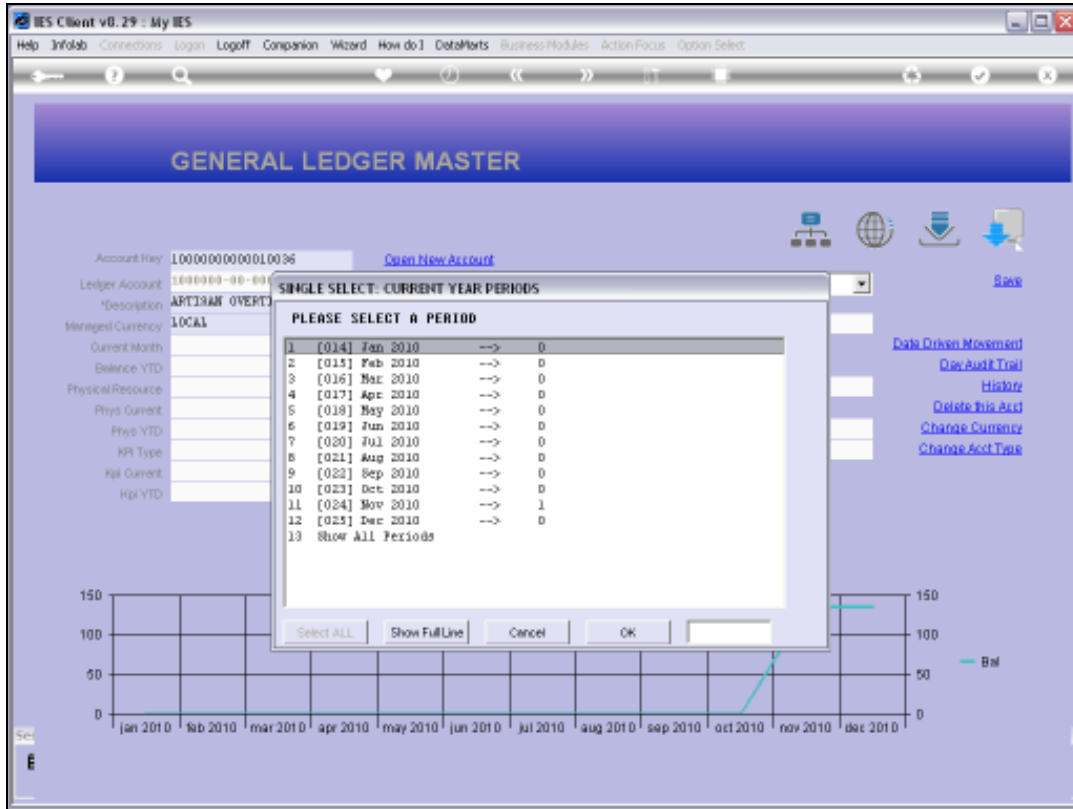 IES Client v8.29 : My IES
Help Infolab Connections Logon Logoff Companion Wizard How do I DataMarts Business Modules Action Focus Option Select
GENERAL LEDGER MASTER
Account Key 10000000000010036 Open New Account
Ledger Account Save
*Description
Managed Currency LOCAL
Current Month Date Driven Movement
Balance YTD Day Audit Trail
Physical Resource History
Phys Current Delete this Acct
Phys YTD Change Currency
KPI Type Change Acct Type
Kpi Current
Kpi YTD
SINGLE SELECT: CURRENT YEAR PERIODS
PLEASE SELECT A PERIOD
1 [014] Jan 2010 --> 0
2 [015] Feb 2010 --> 0
3 [016] Mar 2010 --> 0
4 [017] Apr 2010 --> 0
5 [018] May 2010 --> 0
6 [019] Jun 2010 --> 0
7 [020] Jul 2010 --> 0
8 [021] Aug 2010 --> 0
9 [022] Sep 2010 --> 0
10 [023] Oct 2010 --> 0
11 [024] Nov 2010 --> 1
12 [025] Dec 2010 --> 0
13 Show All Periods
Select ALL Show Full Line Cancel OK
150 150
100 100
50 50
0 0
Bal
jan 2010 feb 2010 mar 2010 apr 2010 may 2010 jun 2010 jul 2010 aug 2010 sep 2010 oct 2010 nov 2010 dec 2010